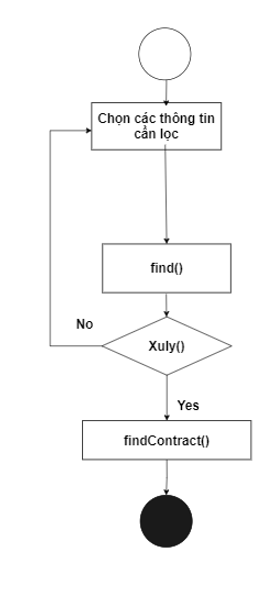 Chọn các thông tin
cần lọc
find()
No
Xuly()
Yes
findContract()